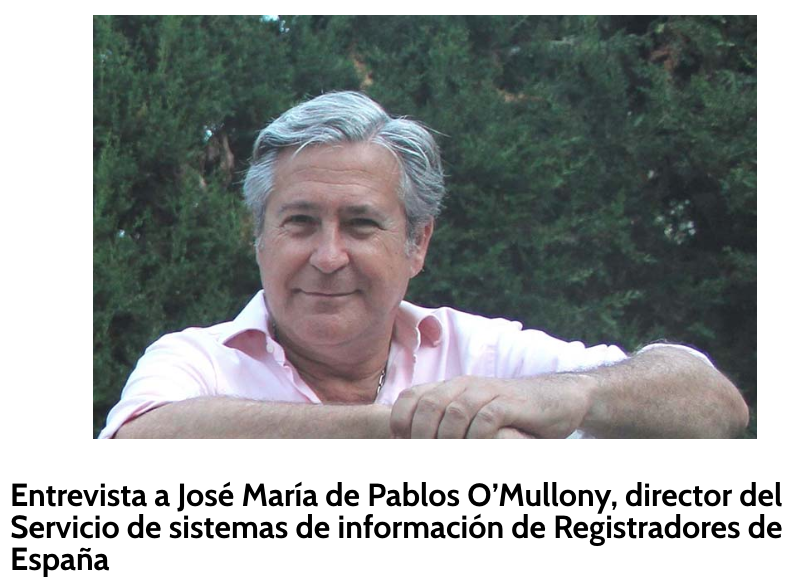 Entrevista a José María de Pablos O’Mullony, director del
Servicio de sistemas de información de Registradores de
España